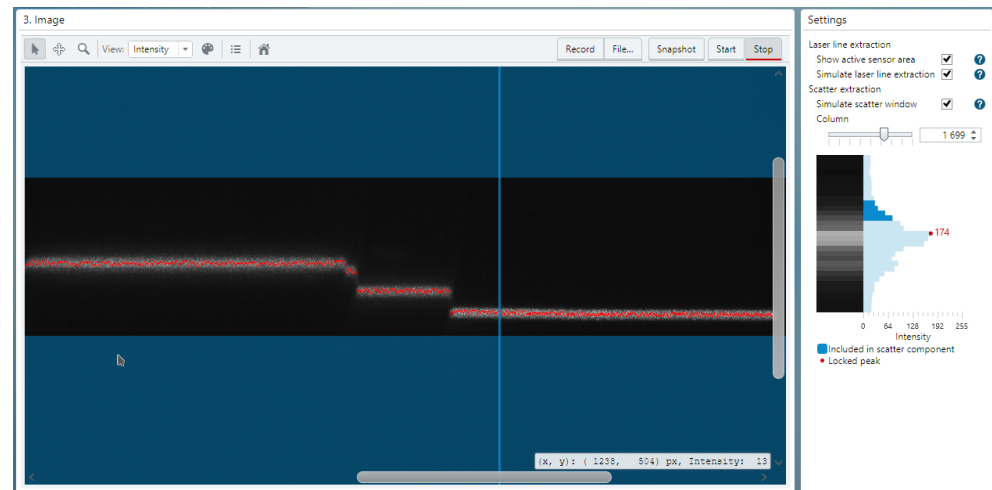 3. Image
View: Intensity
Record File... Snapshot Start Stop
(x, y): ( 1238, 504) px, Intensity: 13
Settings
Laser line extraction
Show active sensor area
Simulate laser line extraction
Scatter extraction
Simulate scatter window
Column
1 699
174
0 64 128 192 255
Intensity
Included in scatter component
Locked peak